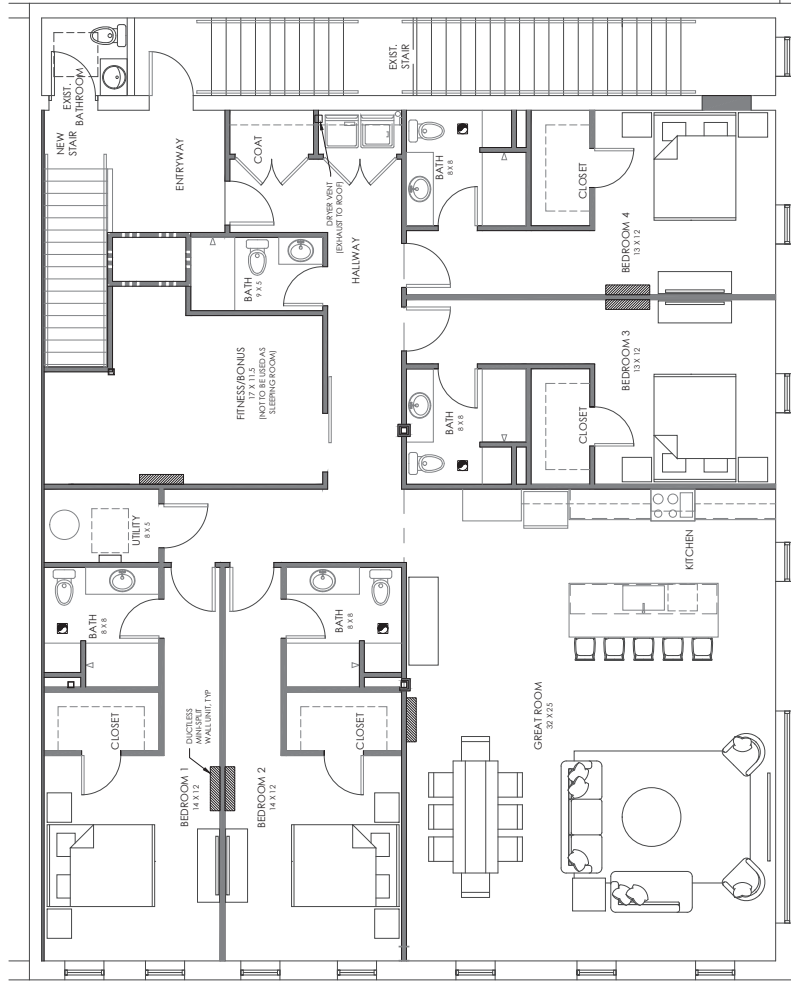 EXIST.
BATHROOM
NEW
STAIR
EXIST.
STAIR
ENTRYWAY
COAT
DRYER VENT
(EXHAUST TO ROOF)
HALLWAY
BATH
8 X 8
CLOSET
BEDROOM 4
13 X 12
BATH
9 X 5
FITNESS/BONUS
17 X 11.5
(NOT TO BE USED AS
SLEEPING ROOM)
BEDROOM 3
13 X 12
BATH
8 X 8
CLOSET
UTILITY
8 X 5
KITCHEN
BATH
8 X 8
BATH
8 X 8
CLOSET
DUCTLESS
MINI-SPLIT
WALL UNIT, TYP
CLOSET
GREAT ROOM
32 X 25
BEDROOM 1
14 X 12
BEDROOM 2
14 X 12